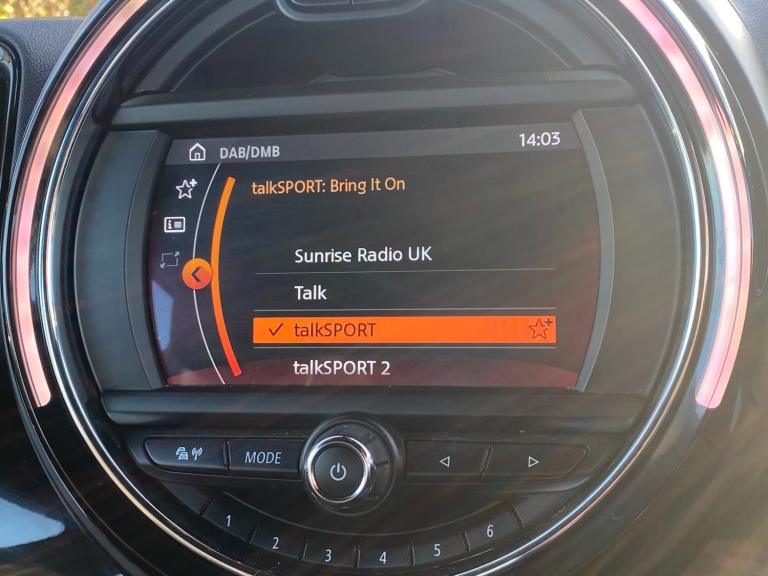 DAB/DMB
14:03
talkSPORT: Bring It On
Sunrise Radio UK
Talk
talkSPORT
talkSPORT 2
MODE
1
2
3
4
5
6